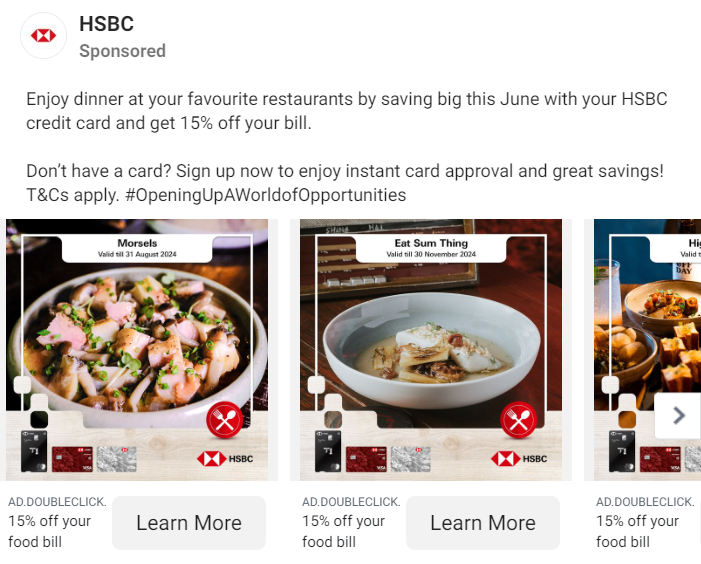 HSBC
Sponsored
Enjoy dinner at your favourite restaurants by saving big this June with your HSBC
credit card and get 15% off your bill.
Don’t have a card? Sign up now to enjoy instant card approval and great savings!
T&Cs apply. #OpeningUpAWorldofOpportunities
Morsels
Valid till 31 August 2024
HSBC
AD.DOUBLECLICK.
15% off your
food bill
Learn More
Eat Sum Thing
Valid till 30 November 2024
HSBC
AD.DOUBLECLICK.
15% off your
food bill
Learn More
Valid
DAY
AD.DOUBLECLICK.
15% off your
food bill